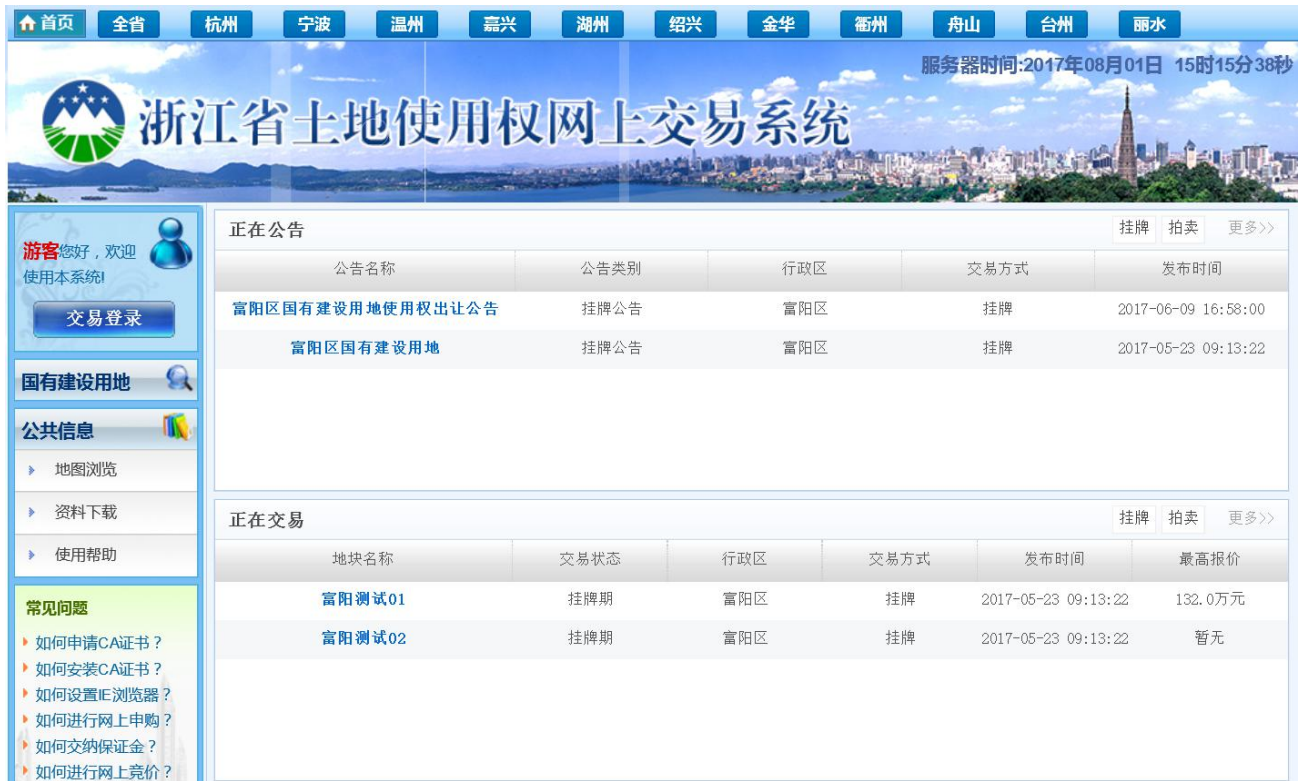 首页 全省 杭州 宁波 温州 嘉兴 湖州 绍兴 金华 衢州 舟山 台州 丽水
服务器时间:2017年08月01日 15时15分38秒
浙江省土地使用权网上交易系统
游客您好，欢迎
使用本系统!
交易登录
国有建设用地
公共信息
地图浏览
资料下载
使用帮助
常见问题
如何申请CA证书？
如何安装CA证书？
如何设置IE浏览器？
如何进行网上申购？
如何交纳保证金？
如何进行网上竞价？
正在公告 挂牌 拍卖 更多>>
公告名称 公告类别 行政区 交易方式 发布时间
富阳区国有建设用地使用权出让公告 挂牌公告 富阳区 挂牌 2017-06-09 16:58:00
富阳区国有建设用地 挂牌公告 富阳区 挂牌 2017-05-23 09:13:22
正在交易 挂牌 拍卖 更多>>
地块名称 交易状态 行政区 交易方式 发布时间 最高报价
富阳测试01 挂牌期 富阳区 挂牌 2017-05-23 09:13:22 132.0万元
富阳测试02 挂牌期 富阳区 挂牌 2017-05-23 09:13:22 暂无